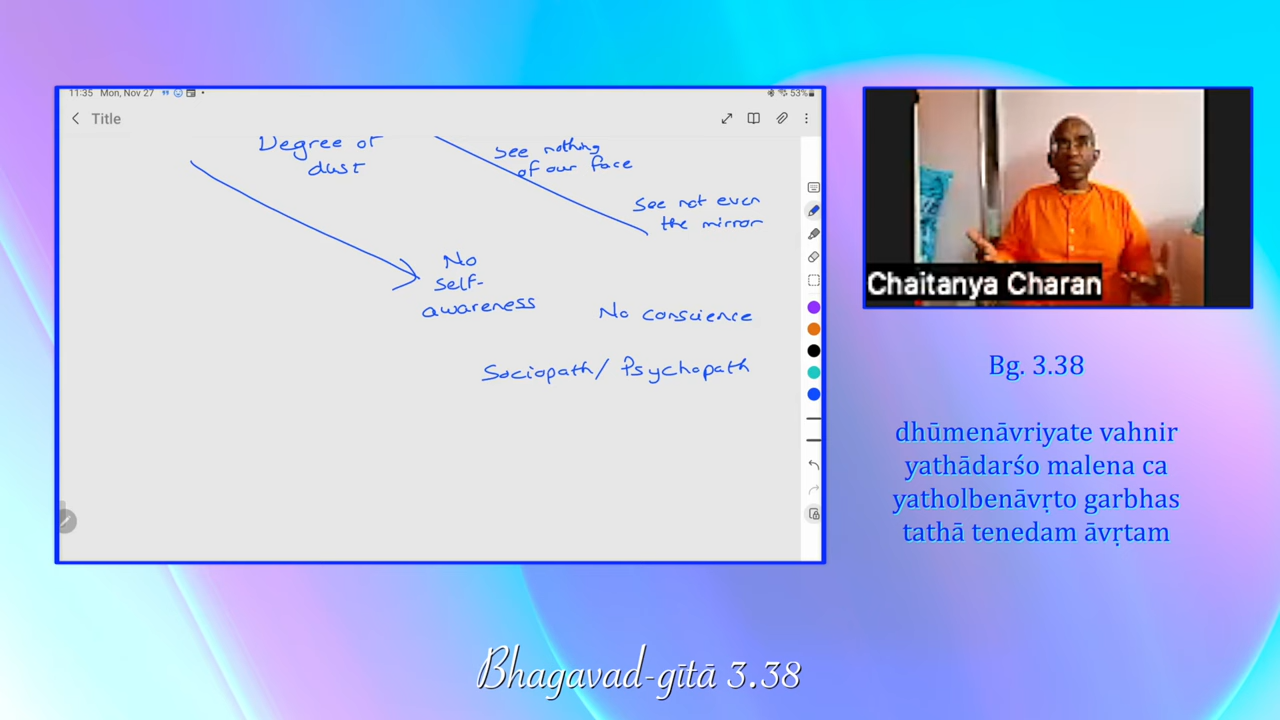 11:35 Mon, Nov 27
53%
Title
Degree of
dust
See nothing
of our face
See not even
the mirror
No
self-
awareness
No conscience
Sociopath/ Psychopath
Chaitanya Charan
Bg. 3.38
dhūmenāvriyate vahnir
yathādarśo malena ca
yatholbenāvṛto garbhas
tathā tenedam āvṛtam
Bhagavad-gītā 3.38